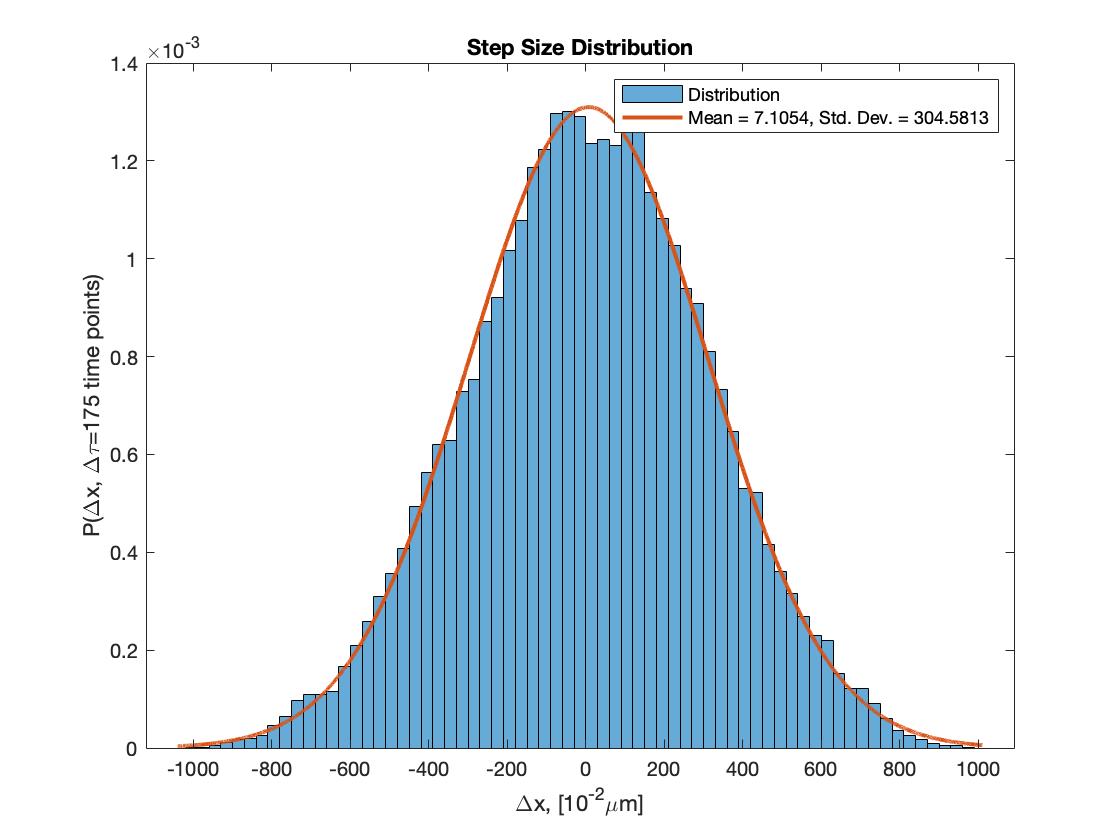 Step Size Distribution
×10^-3
Distribution
Mean = 7.1054, Std. Dev. = 304.5813
P(Δx, Δτ=175 time points)
1.4
1.2
1
0.8
0.6
0.4
0.2
0
-1000 -800 -600 -400 -200 0 200 400 600 800 1000
Δx, [10^-2 μm]